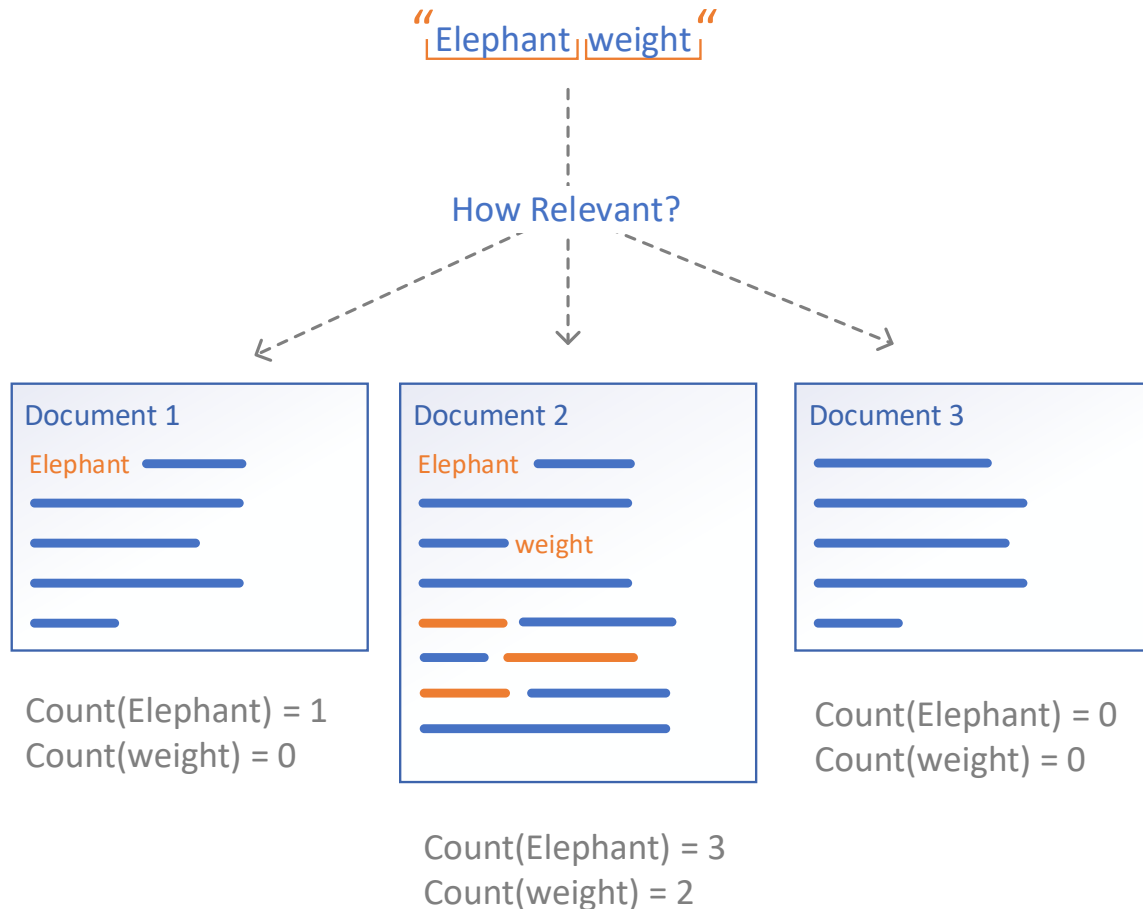 “Elephant weight“
How Relevant?
Document 1
Elephant
Count(Elephant) = 1
Count(weight) = 0
Document 2
Elephant
weight
Count(Elephant) = 3
Count(weight) = 2
Document 3
Count(Elephant) = 0
Count(weight) = 0